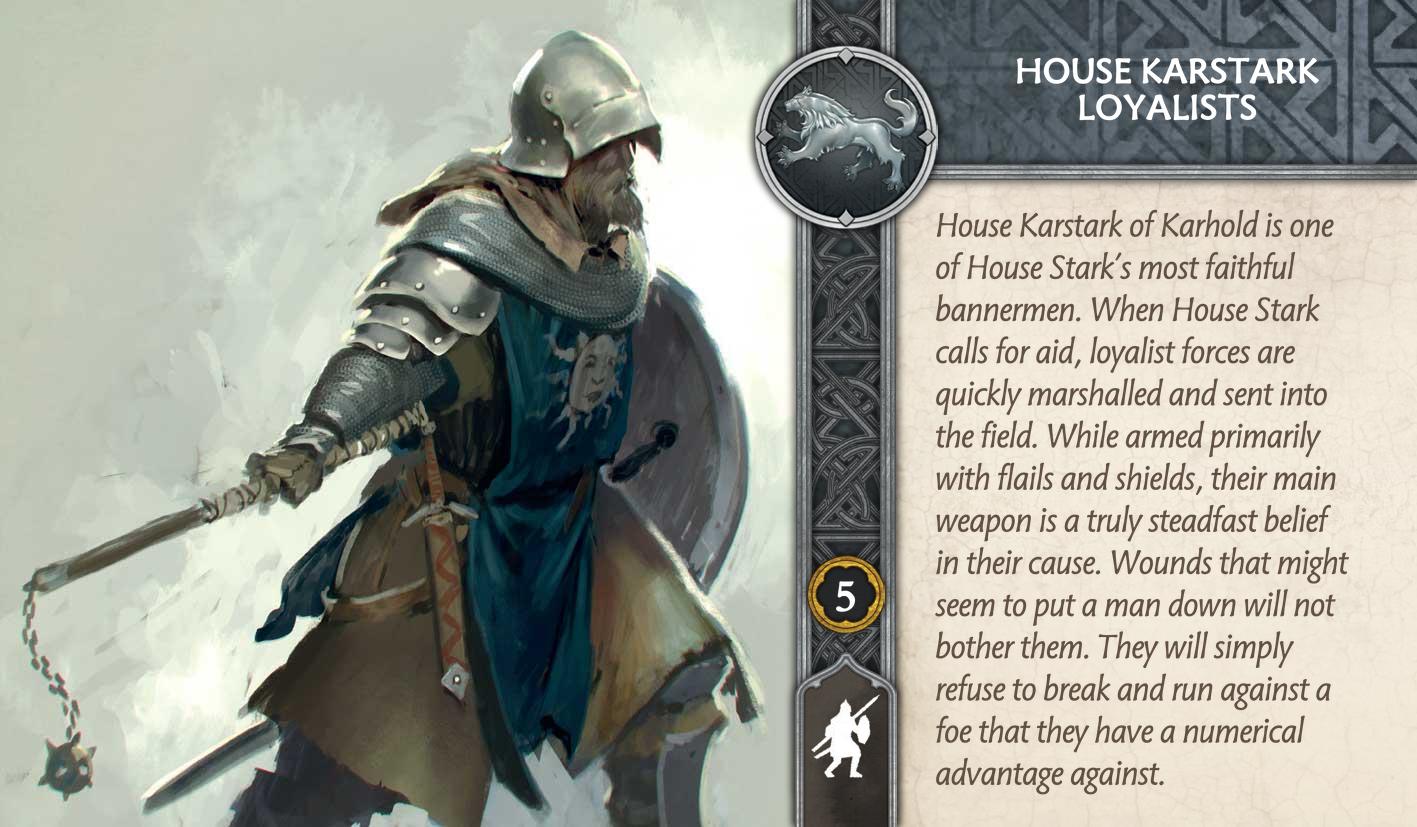 HOUSE KARSTARK
LOYALISTS
House Karstark of Karhold is one
of House Stark's most faithful
bannermen. When House Stark
calls for aid, loyalist forces are
quickly marshalled and sent into
the field. While armed primarily
with flails and shields, their main
weapon is a truly steadfast belief
in their cause. Wounds that might
seem to put a man down will not
bother them. They will simply
refuse to break and run against a
foe that they have a numerical
advantage against.
5